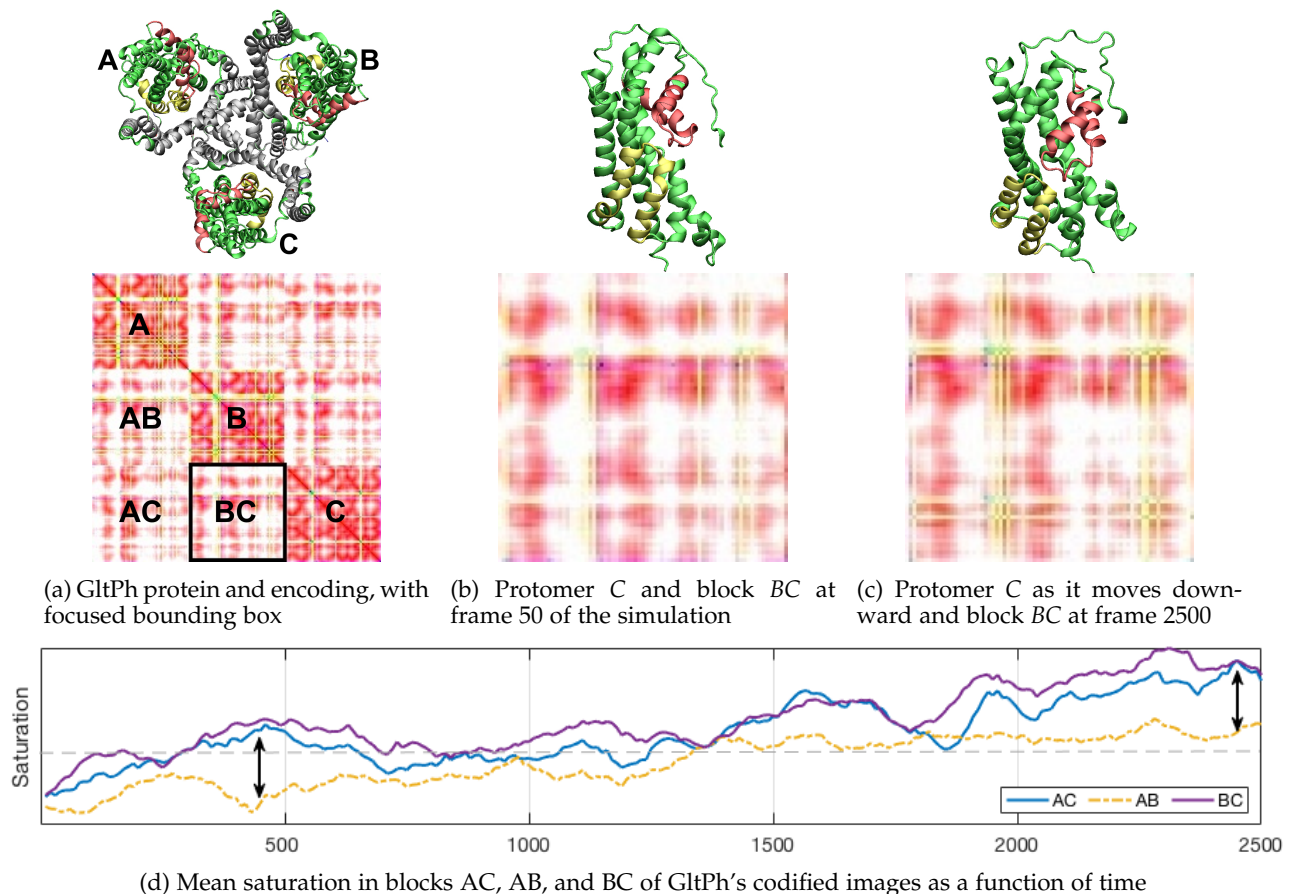 A
B
C
A
AB
B
AC
BC
C
(a) GltPh protein and encoding, with
focused bounding box
(b) Protomer C and block BC at
frame 50 of the simulation
(c) Protomer C as it moves down-
ward and block BC at frame 2500
Saturation
AC AB BC
500 1000 1500 2000 2500
(d) Mean saturation in blocks AC, AB, and BC of GltPh's codified images as a function of time